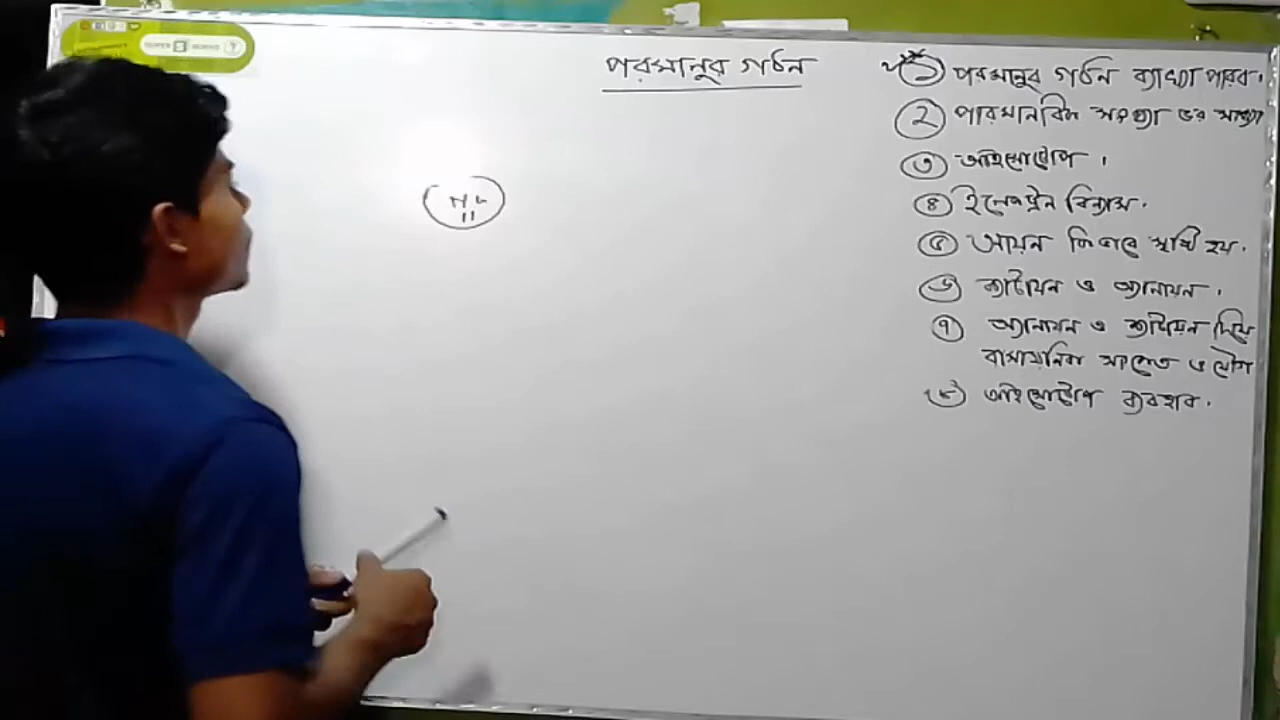 পরমানুর গঠন
১ পরমানুর গঠন ব্যাখ্যা পারব।
২ পারমানবিক সংখ্যা ভর সংখ্যা
৩ আইসোটোপ ।
৪ ইলেকট্রন বিন্যাস.
৫ আয়ন কিভাবে সৃষ্টি হয়.
৬ ক্যাটায়ন ও অ্যানায়ন .
৭ অ্যানায়ন ও ক্যাটায়ন দিয়ে
রাসায়নিক সংকেত ও যৌগ
৮ আইসোটোপ ব্যবহার.